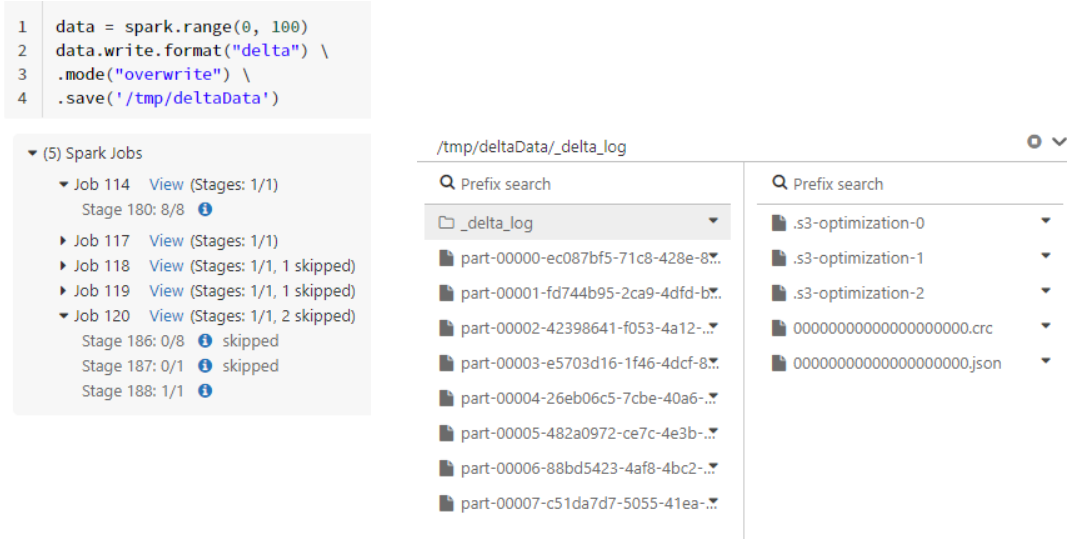 1 data = spark.range(0, 100)
2 data.write.format("delta") \
3 .mode("overwrite") \
4 .save('/tmp/deltaData')
(5) Spark Jobs
Job 114 View (Stages: 1/1)
Stage 180: 8/8
Job 117 View (Stages: 1/1)
Job 118 View (Stages: 1/1, 1 skipped)
Job 119 View (Stages: 1/1, 1 skipped)
Job 120 View (Stages: 1/1, 2 skipped)
Stage 186: 0/8 skipped
Stage 187: 0/1 skipped
Stage 188: 1/1
/tmp/deltaData/_delta_log
Prefix search
_delta_log
part-00000-ec087bf5-71c8-428e-8...
part-00001-fd744b95-2ca9-4dfd-b...
part-00002-42398641-f053-4a12-...
part-00003-e5703d16-1f46-4dcf-8...
part-00004-26eb06c5-7cbe-40a6-...
part-00005-482a0972-ce7c-4e3b-...
part-00006-88bd5423-4af8-4bc2-...
part-00007-c51da7d7-5055-41ea-...
Prefix search
.s3-optimization-0
.s3-optimization-1
.s3-optimization-2
00000000000000000000.crc
00000000000000000000.json